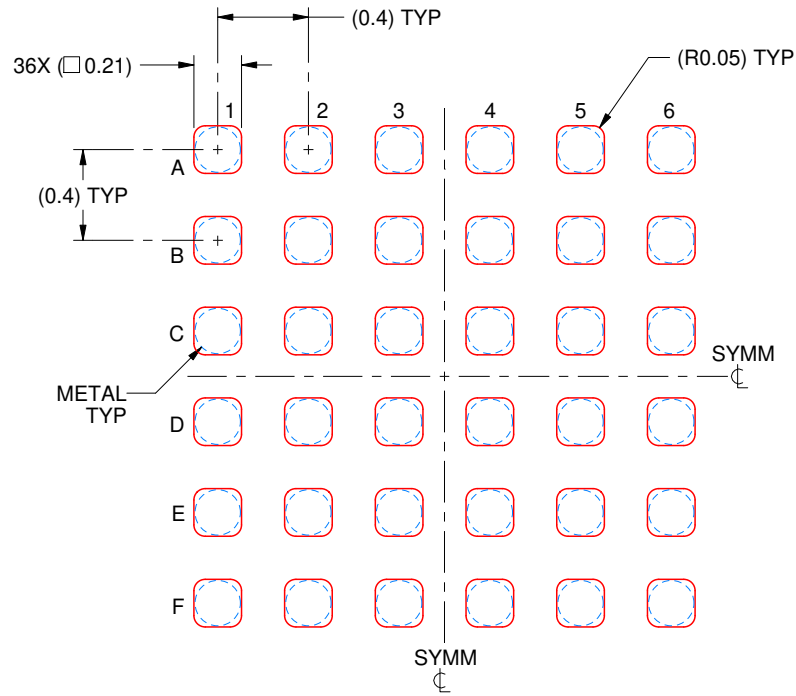 (0.4) TYP
36X (□ 0.21)
(R0.05) TYP
1 2 3 4 5 6
A
(0.4) TYP
B
C
SYMM
℄
METAL
TYP
D
E
F
SYMM
℄